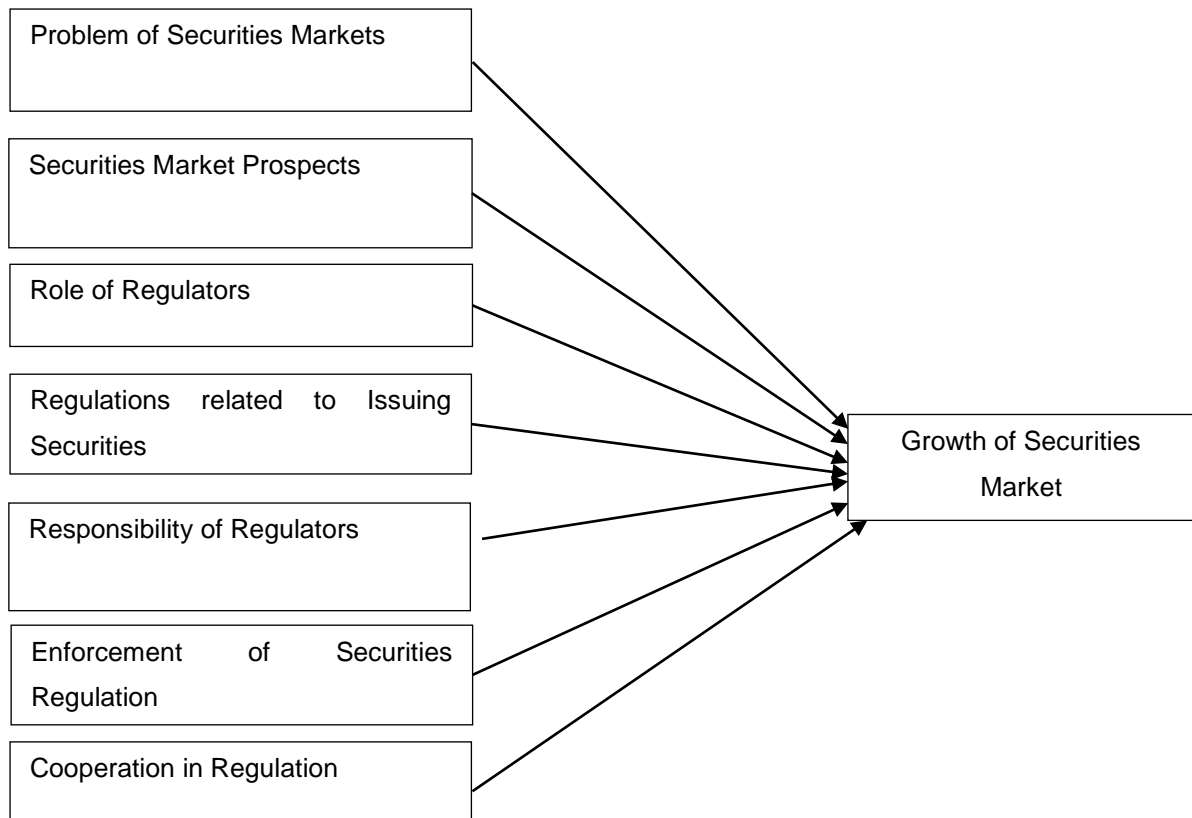 Problem of Securities Markets
Securities Market Prospects
Role of Regulators
Regulations related to Issuing
Securities
Responsibility of Regulators
Enforcement of Securities
Regulation
Cooperation in Regulation
Growth of Securities
Market